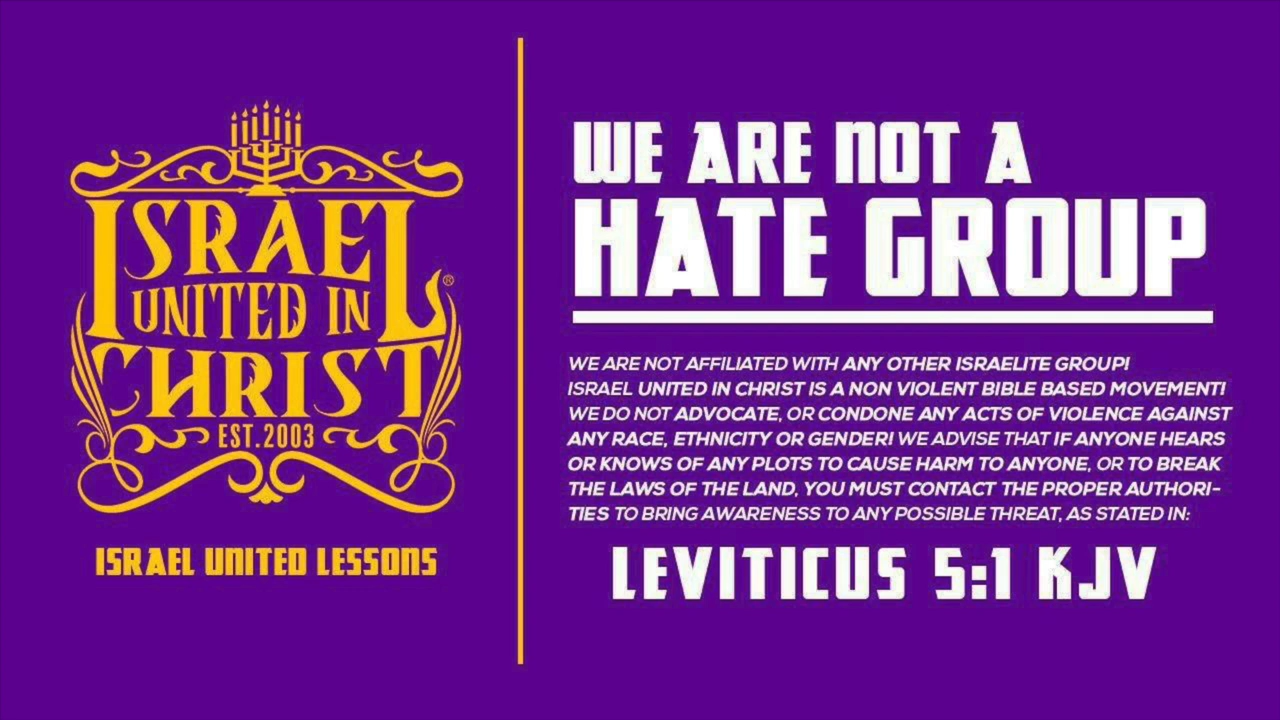 ISRAEL
UNITED IN
CHRIST
®
EST.2003
ISRAEL UNITED LESSONS
WE ARE NOT A
HATE GROUP
WE ARE NOT AFFILIATED WITH ANY OTHER ISRAELITE GROUP!
ISRAEL UNITED IN CHRIST IS A NON VIOLENT BIBLE BASED MOVEMENT!
WE DO NOT ADVOCATE, OR CONDONE ANY ACTS OF VIOLENCE AGAINST
ANY RACE, ETHNICITY OR GENDER! WE ADVISE THAT IF ANYONE HEARS
OR KNOWS OF ANY PLOTS TO CAUSE HARM TO ANYONE, OR TO BREAK
THE LAWS OF THE LAND, YOU MUST CONTACT THE PROPER AUTHORI-
TIES TO BRING AWARENESS TO ANY POSSIBLE THREAT, AS STATED IN:
LEVITICUS 5:1 KJV